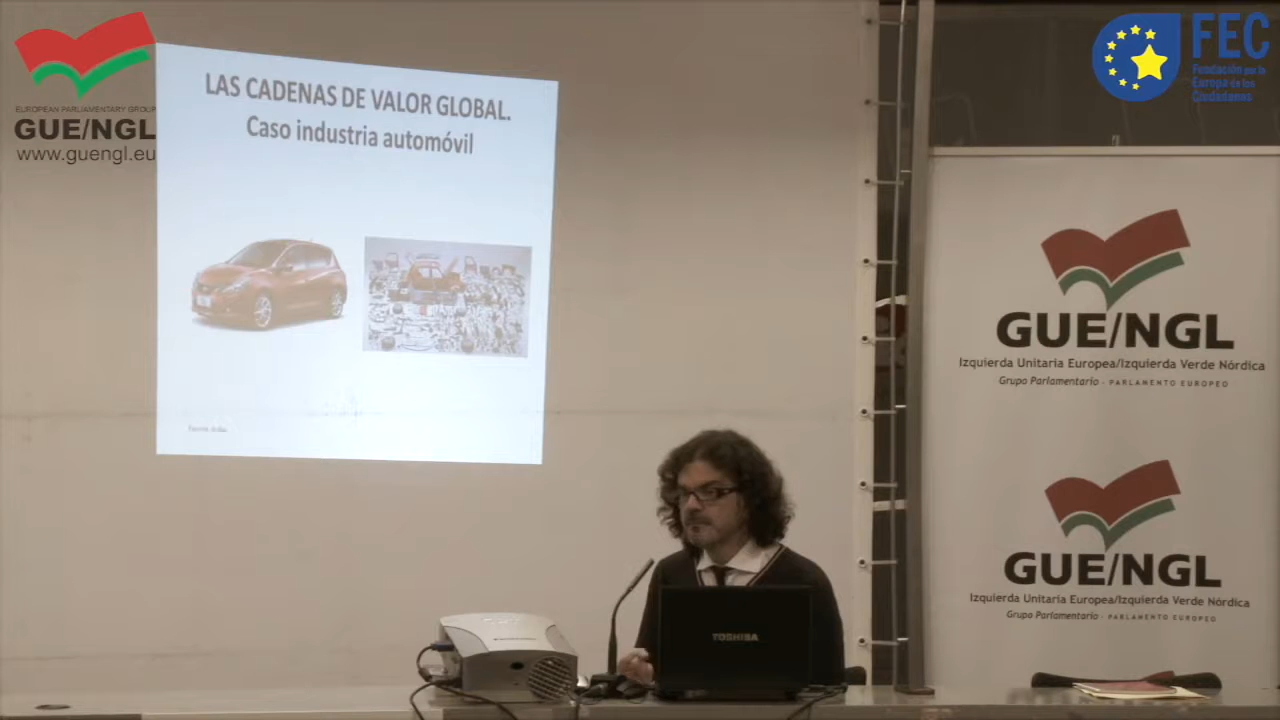 EUROPEAN PARLIAMENTARY GROUP
GUE/NGL
www.guengl.eu
LAS CADENAS DE VALOR GLOBAL.
Caso industria automóvil
FEC
Fundación por la
Europa de los
Ciudadanos
GUE/NGL
Izquierda Unitaria Europea/Izquierda Verde Nórdica
Grupo Parlamentario - PARLAMENTO EUROPEO
GUE/NGL
Izquierda Unitaria Europea/Izquierda Verde Nórdica
Grupo Parlamentario - PARLAMENTO EUROPEO
TOSHIBA